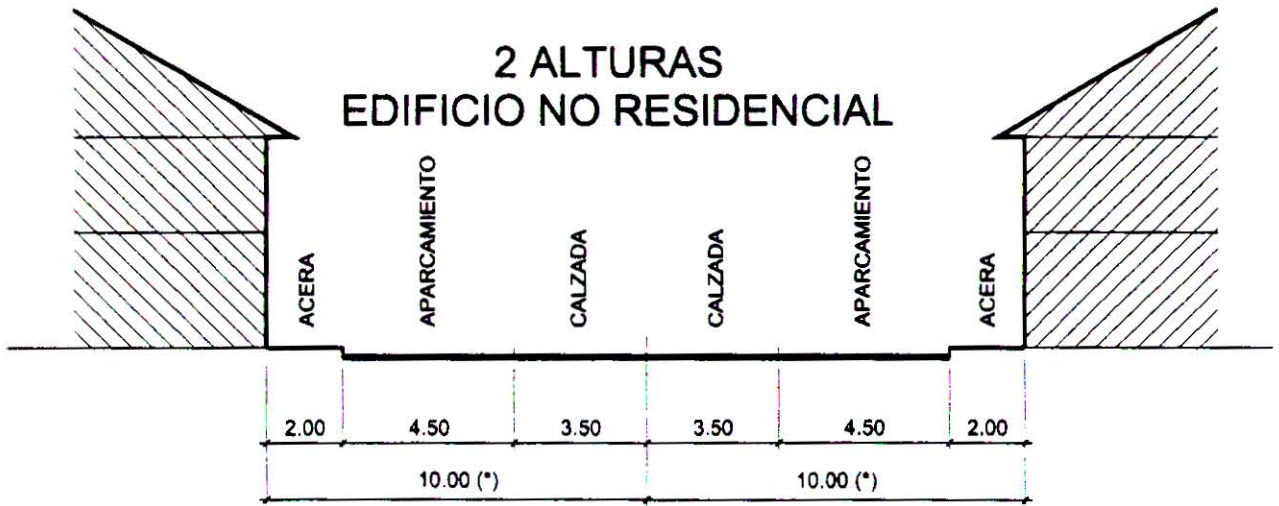 2 ALTURAS
EDIFICIO NO RESIDENCIAL
ACERA
APARCAMIENTO
CALZADA
CALZADA
APARCAMIENTO
ACERA
2.00 4.50 3.50 3.50 4.50 2.00
10.00 (*) 10.00 (*)